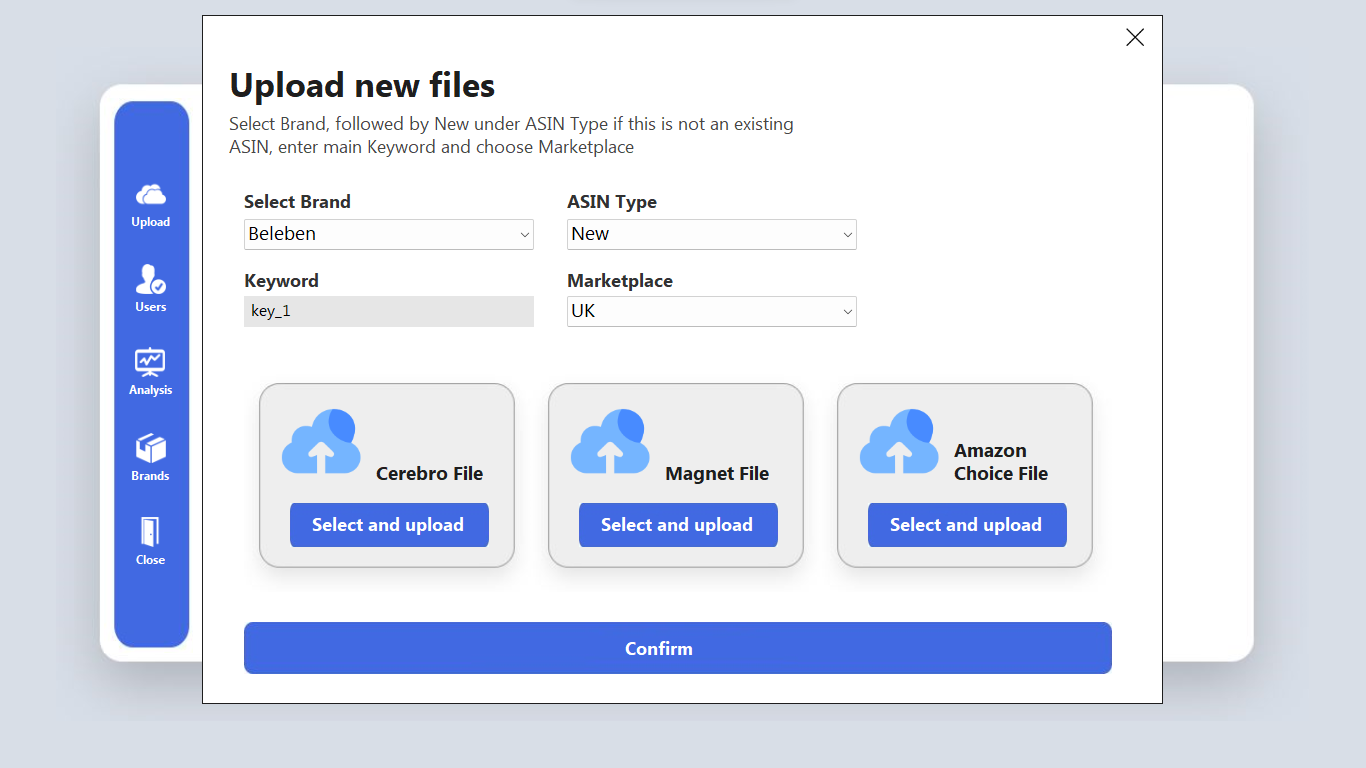 Upload new files
Select Brand, followed by New under ASIN Type if this is not an existing
ASIN, enter main Keyword and choose Marketplace
Upload
Users
Analysis
Brands
Close
Select Brand
Beleben
ASIN Type
New
Keyword
key_1
Marketplace
UK
Cerebro File
Select and upload
Magnet File
Select and upload
Amazon
Choice File
Select and upload
Confirm